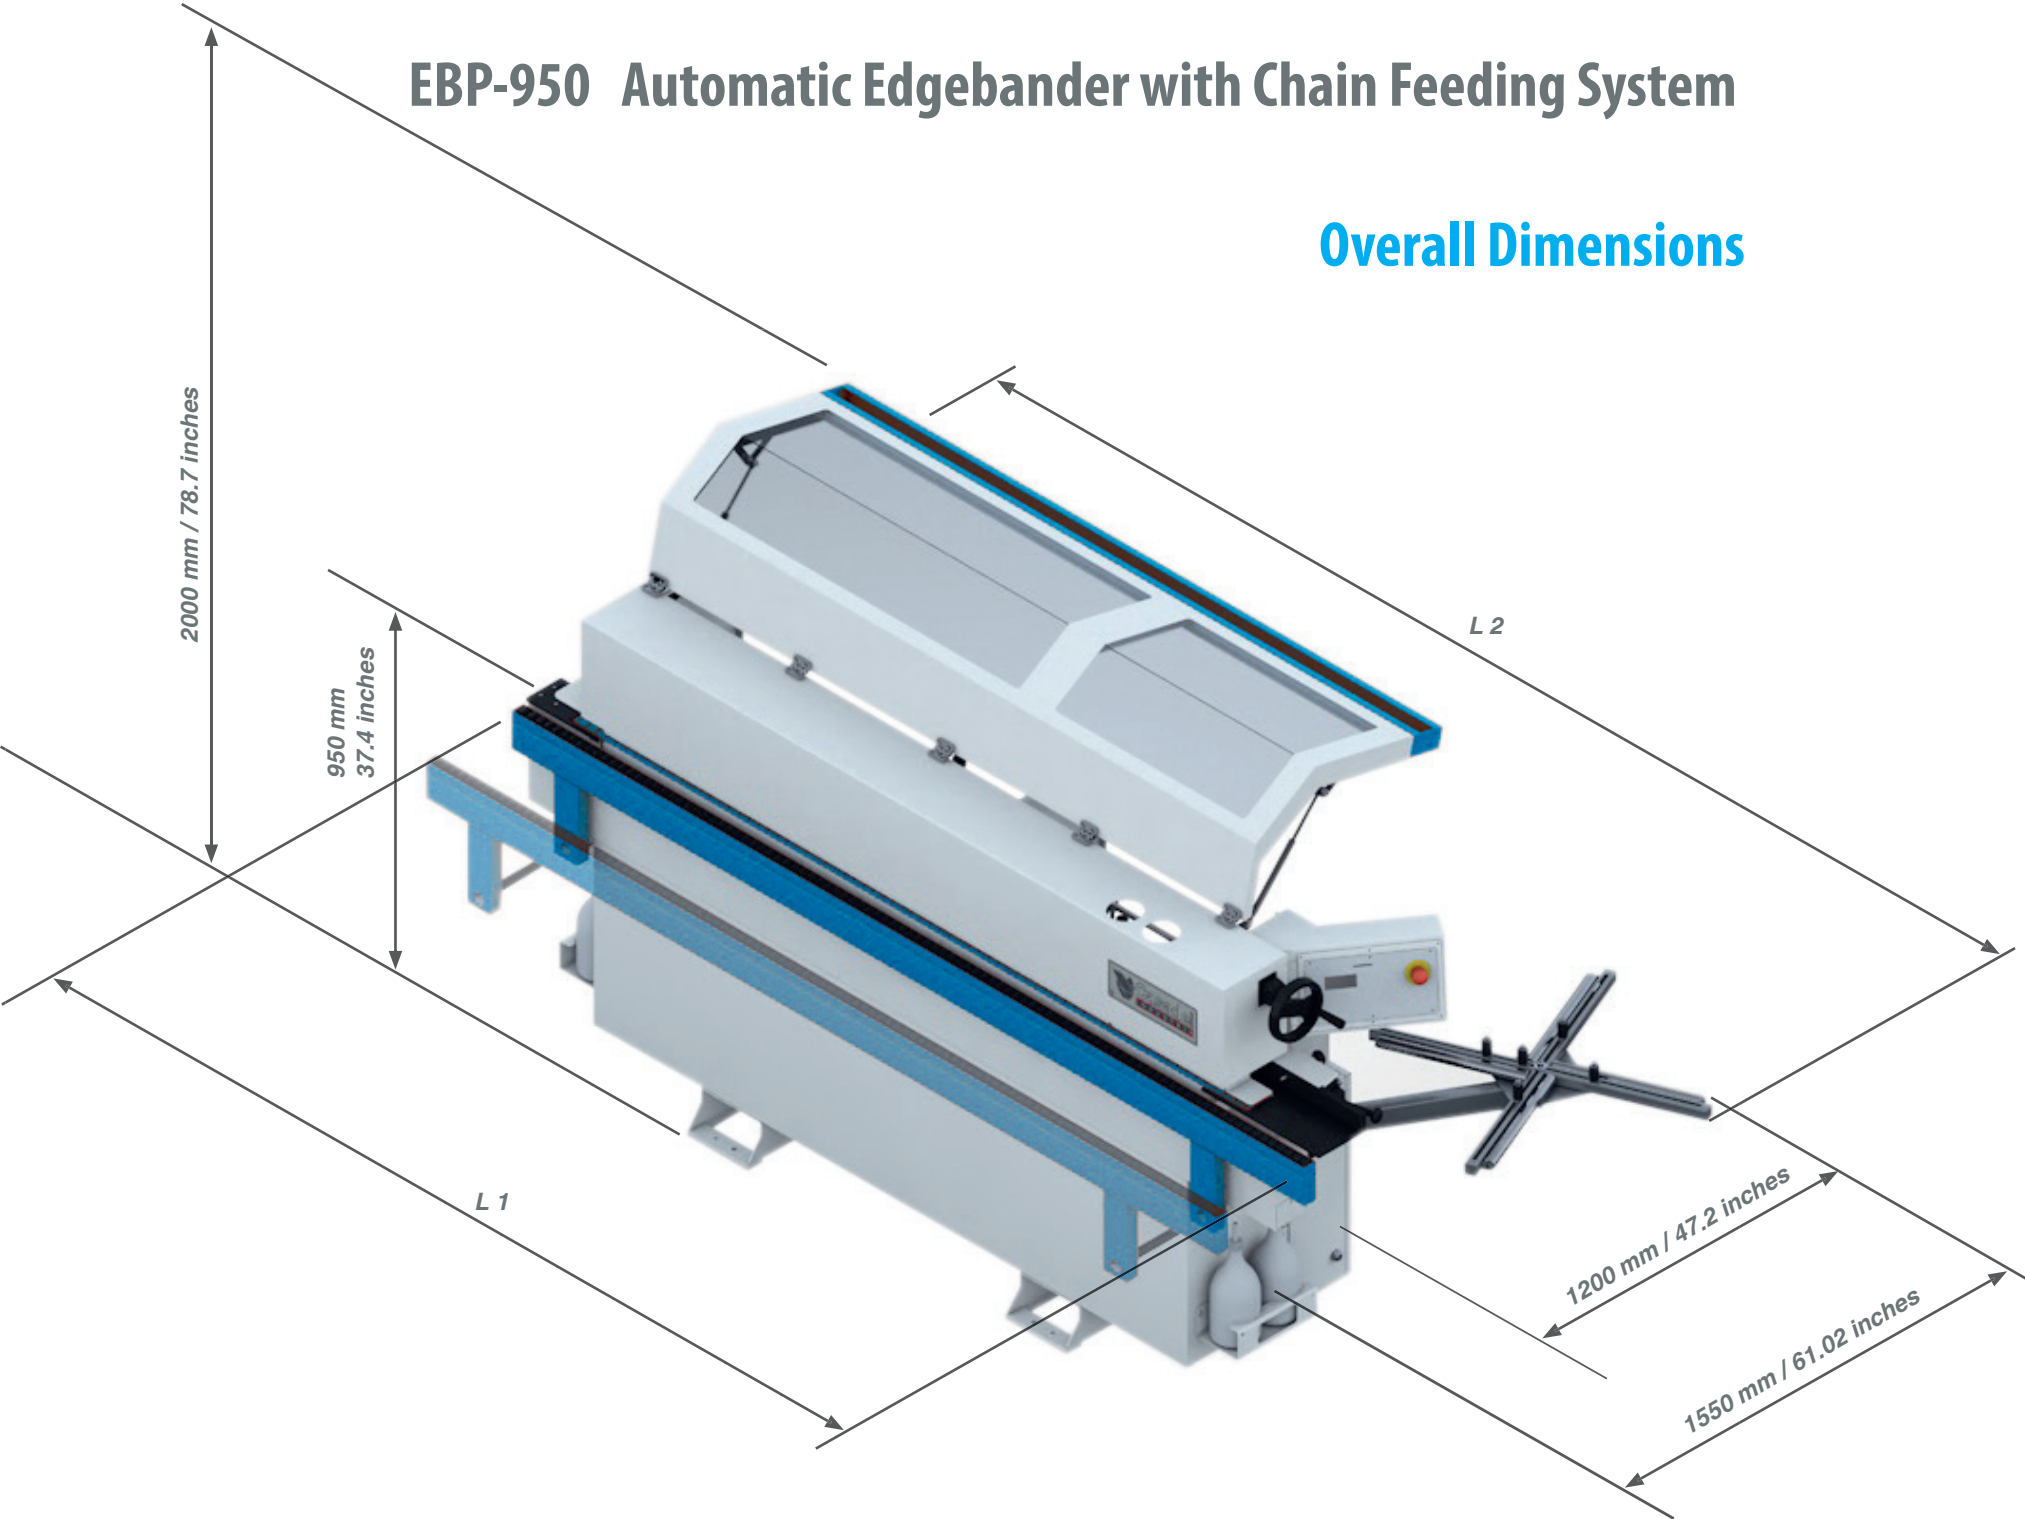 EBP-950 Automatic Edgebander with Chain Feeding System
Overall Dimensions
2000 mm / 78.7 inches
950 mm
37.4 inches
L 2
L 1
1200 mm / 47.2 inches
1550 mm / 61.02 inches